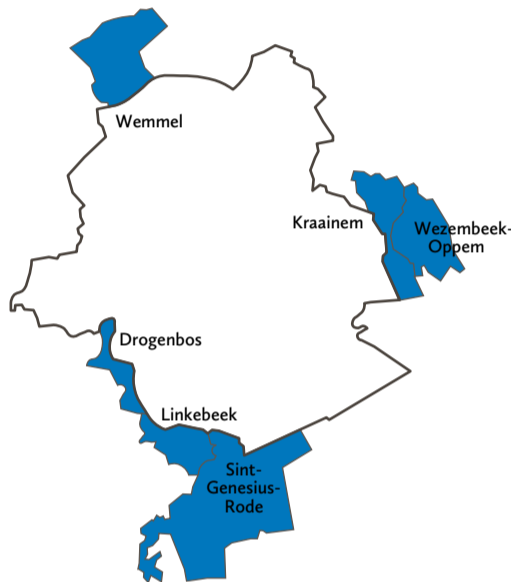 Wemmel
Kraainem
Wezembeek-
Oppem
Drogenbos
Linkebeek
Sint-
Genesius-
Rode